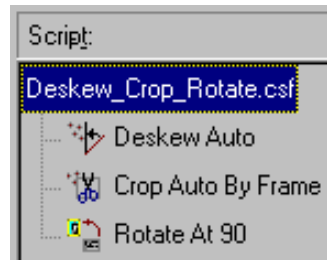 Script:
Deskew_Crop_Rotate.csf
Deskew Auto
Crop Auto By Frame
Rotate At 90